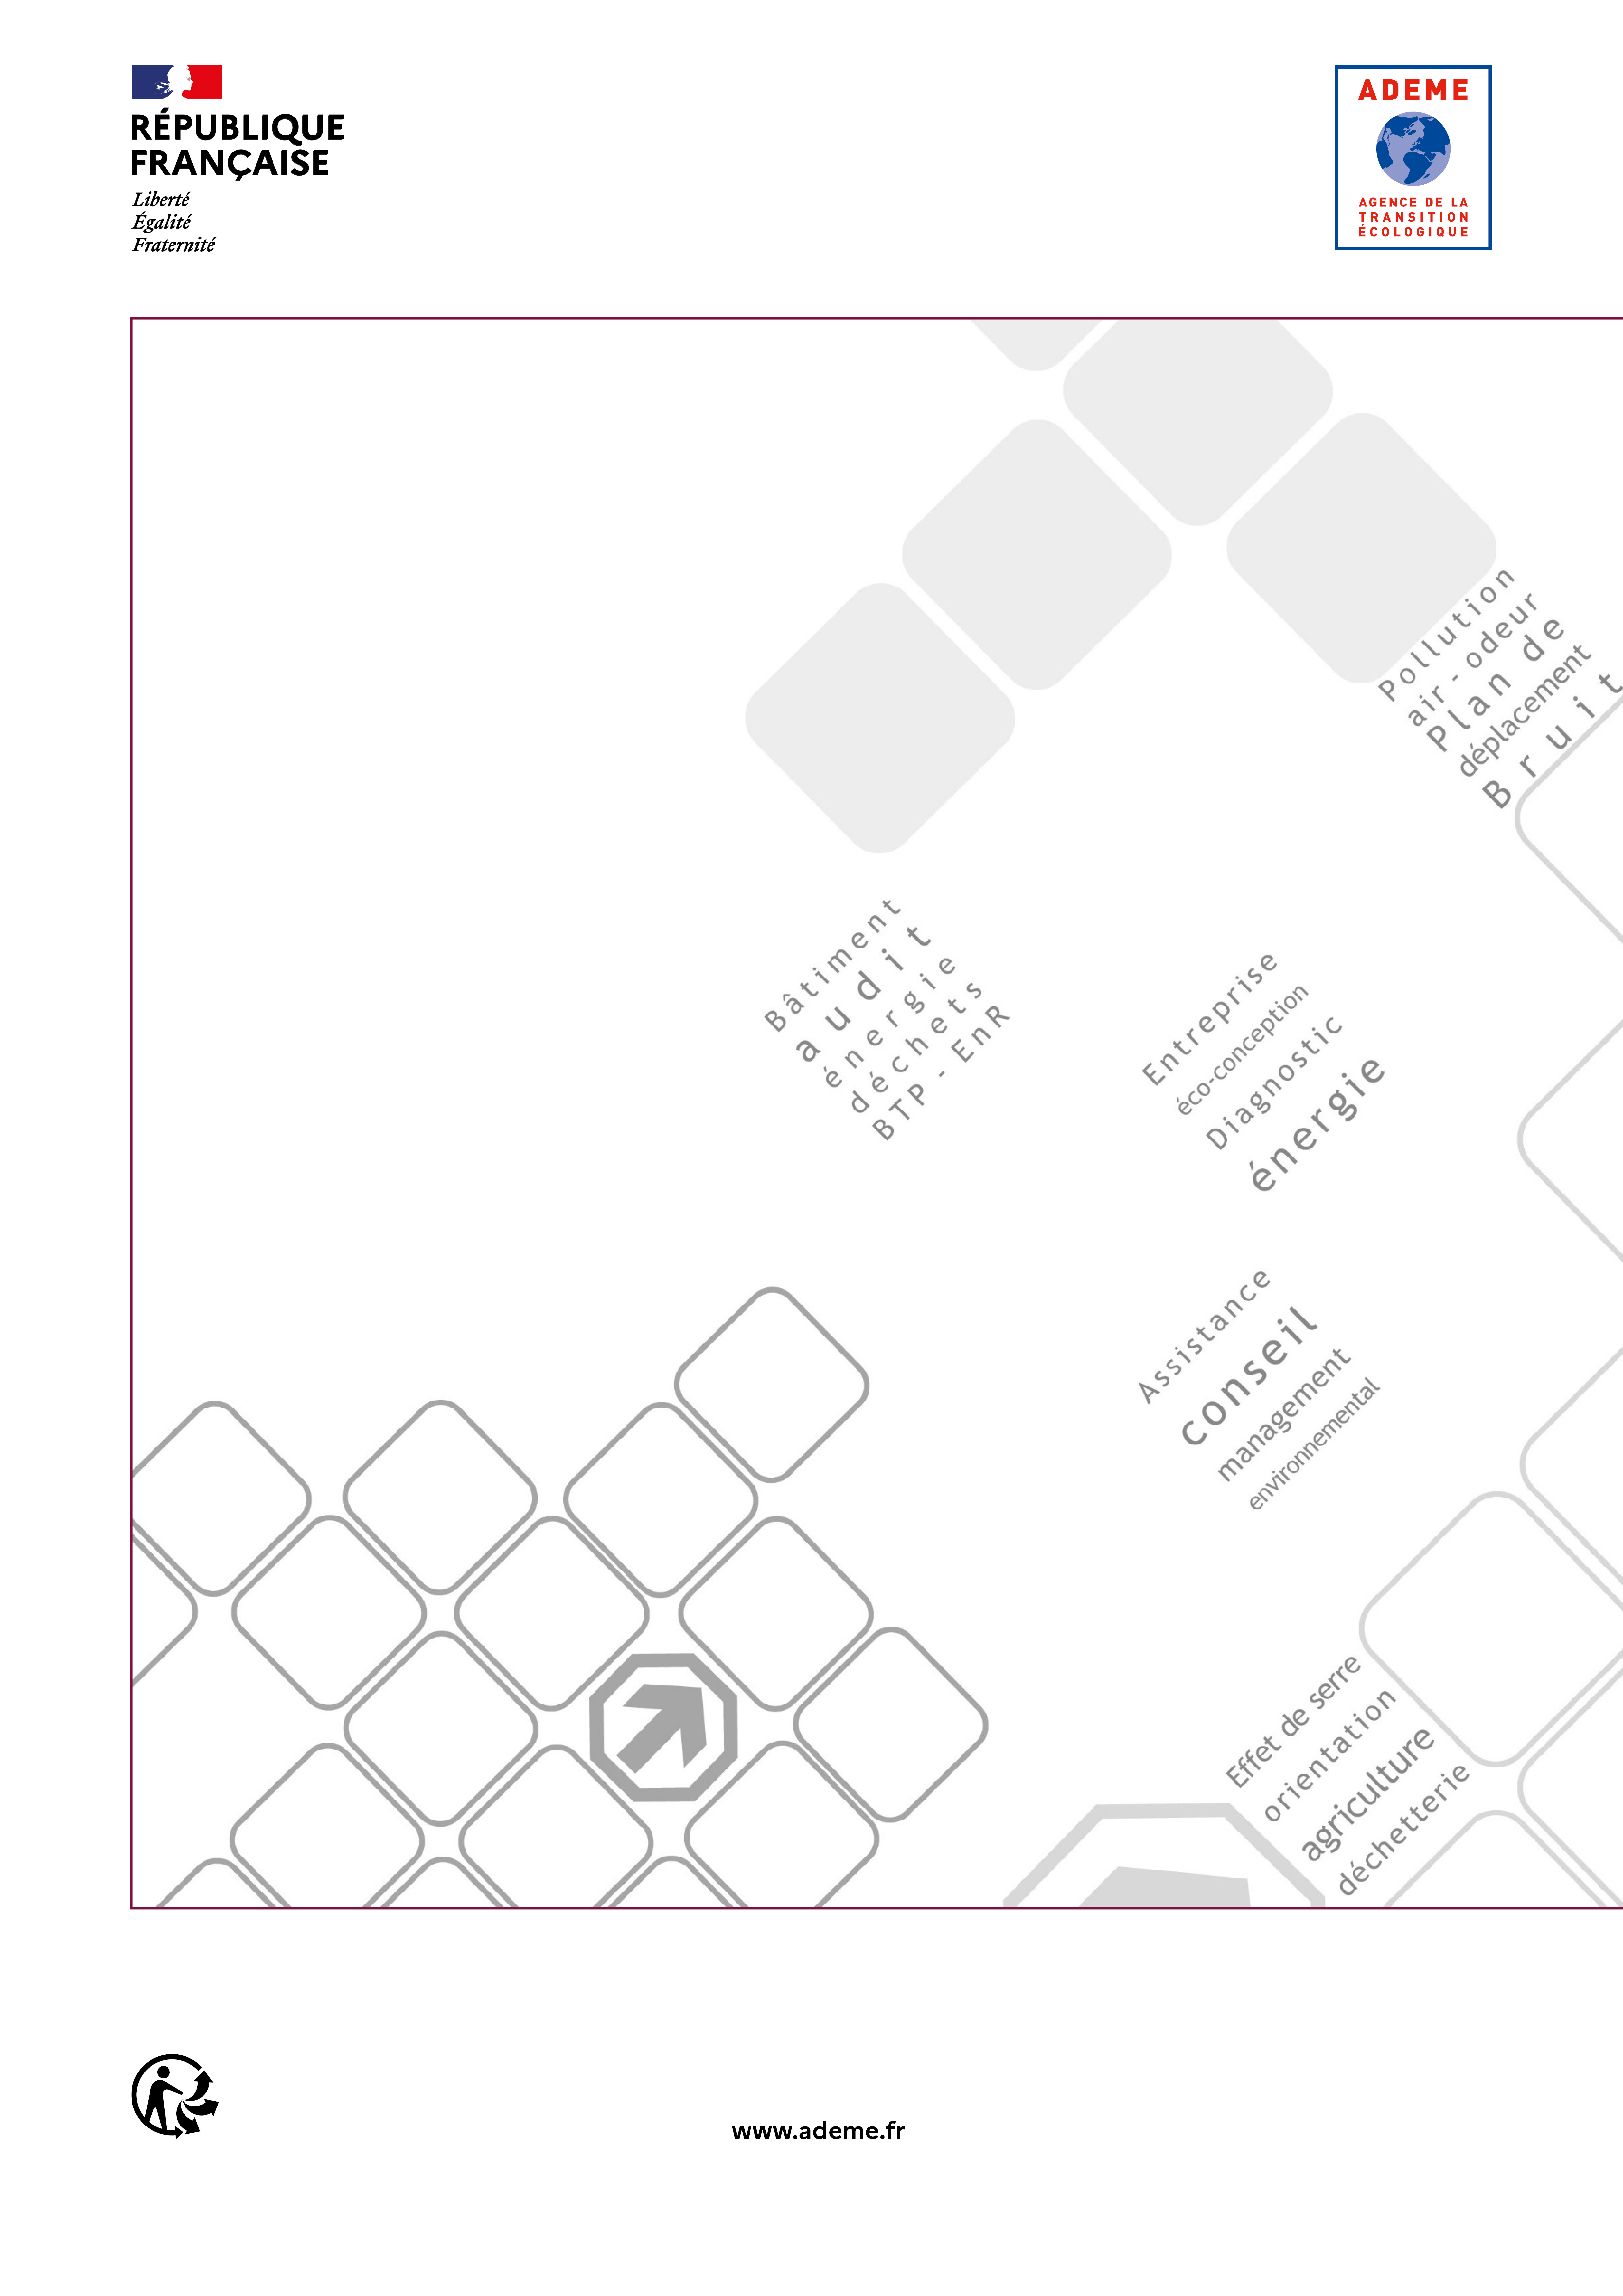 RÉPUBLIQUE
FRANÇAISE
Liberté
Égalité
Fraternité
ADEME
AGENCE DE LA
TRANSITION
ÉCOLOGIQUE
Pollution
air - odeur
Plan de
déplacement
Bruit
Bâtiment
audit
énergie
déchets
BTP - EnR
Entreprise
éco-conception
Diagnostic
énergie
Assistance
conseil
management
environnemental
Effet de serre
orientation
agriculture
déchetterie
www.ademe.fr